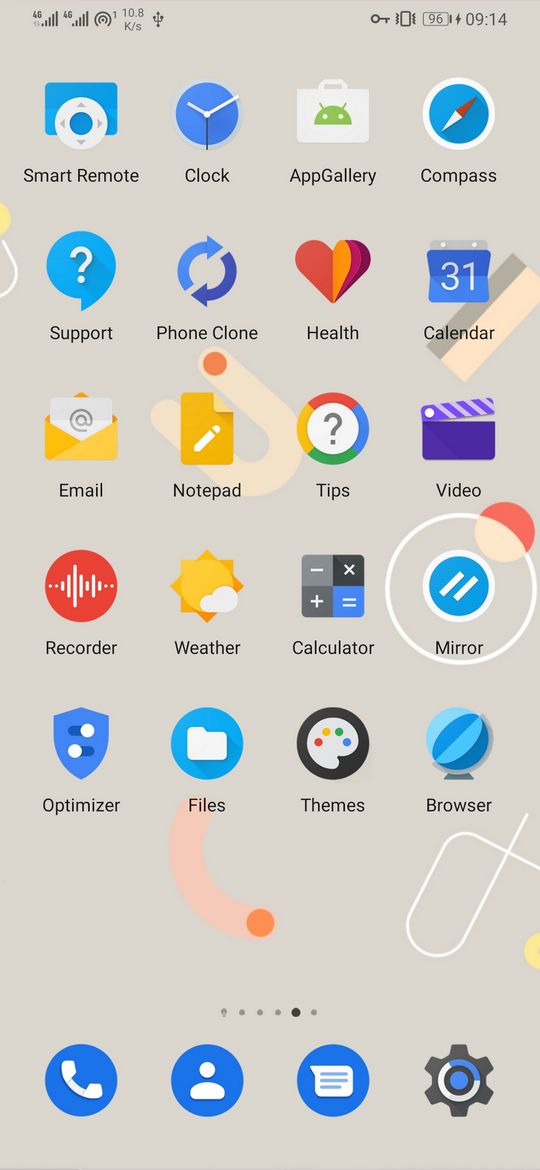 4G 4G 1 10.8 K/s 96 09:14
Smart Remote Clock AppGallery Compass
? 31
Support Phone Clone Health Calendar
@ ?
Email Notepad Tips Video
− × + =
Recorder Weather Calculator Mirror
Optimizer Files Themes Browser